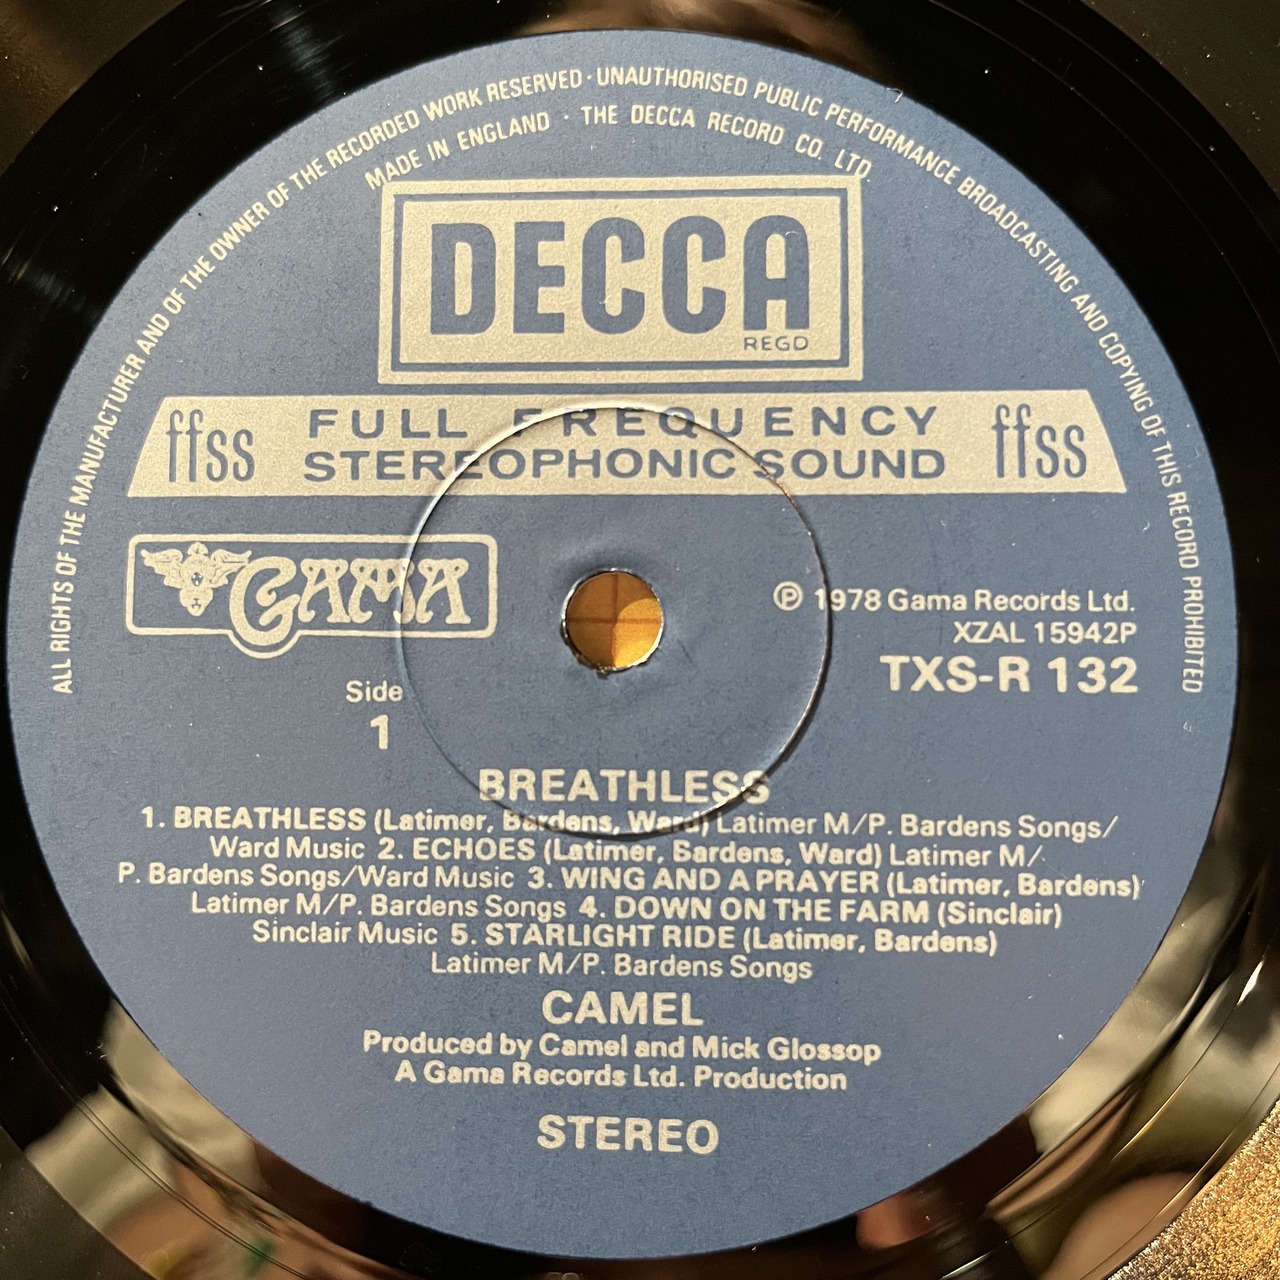 ALL RIGHTS OF THE MANUFACTURER AND OF THE OWNER OF THE RECORDED WORK RESERVED · UNAUTHORISED PUBLIC PERFORMANCE BROADCASTING AND COPYING OF THIS RECORD PROHIBITED
MADE IN ENGLAND · THE DECCA RECORD CO. LTD.
DECCA
REGD
ffss FULL FREQUENCY ffss
STEREOPHONIC SOUND
GAMA
℗ 1978 Gama Records Ltd.
XZAL 15942P
TXS-R 132
Side
1
BREATHLESS
1. BREATHLESS (Latimer, Bardens, Ward) Latimer M/P. Bardens Songs/
Ward Music 2. ECHOES (Latimer, Bardens, Ward) Latimer M/
P. Bardens Songs/Ward Music 3. WING AND A PRAYER (Latimer, Bardens)
Latimer M/P. Bardens Songs 4. DOWN ON THE FARM (Sinclair)
Sinclair Music 5. STARLIGHT RIDE (Latimer, Bardens)
Latimer M/P. Bardens Songs
CAMEL
Produced by Camel and Mick Glossop
A Gama Records Ltd. Production
STEREO